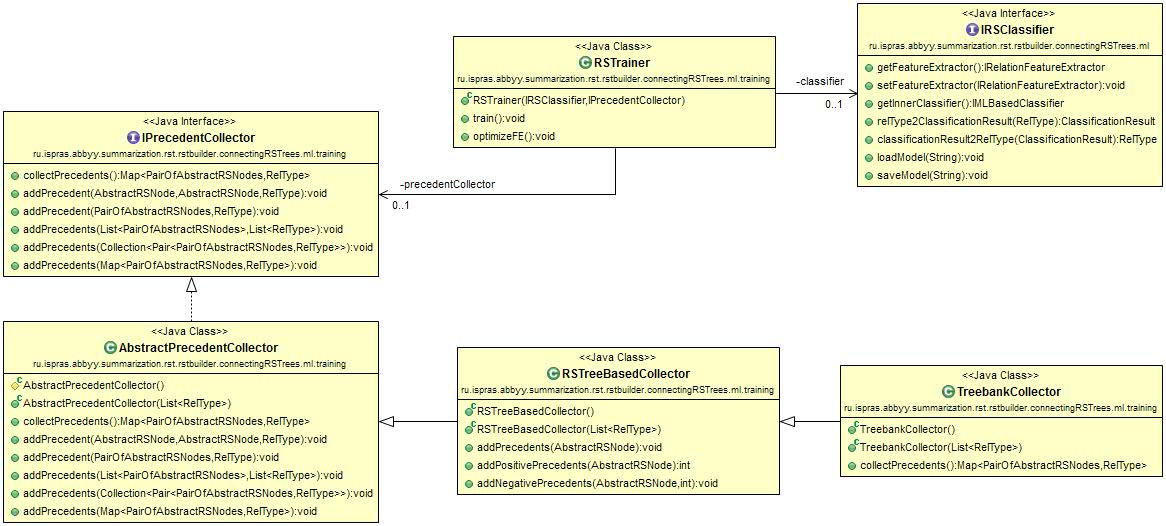 <<Java Interface>>
IRSClassifier
ru.ispras.abbyy.summarization.rst.rstbuilder.connectingRSTrees.ml
getFeatureExtractor():IRelationFeatureExtractor
setFeatureExtractor(IRelationFeatureExtractor):void
getInnerClassifier():IMLBasedClassifier
relType2ClassificationResult(RelType):ClassificationResult
classificationResult2RelType(ClassificationResult):RelType
loadModel(String):void
saveModel(String):void
<<Java Class>>
RSTrainer
ru.ispras.abbyy.summarization.rst.rstbuilder.connectingRSTrees.ml.training
RSTrainer(IRSClassifier,IPrecedentCollector)
train():void
optimizeFE():void
-classifier
0..1
-precedentCollector
0..1
<<Java Interface>>
IPrecedentCollector
ru.ispras.abbyy.summarization.rst.rstbuilder.connectingRSTrees.ml.training
collectPrecedents():Map<PairOfAbstractRSNodes,RelType>
addPrecedent(AbstractRSNode,AbstractRSNode,RelType):void
addPrecedent(PairOfAbstractRSNodes,RelType):void
addPrecedents(List<PairOfAbstractRSNodes>,List<RelType>):void
addPrecedents(Collection<Pair<PairOfAbstractRSNodes,RelType>>):void
addPrecedents(Map<PairOfAbstractRSNodes,RelType>):void
<<Java Class>>
AbstractPrecedentCollector
ru.ispras.abbyy.summarization.rst.rstbuilder.connectingRSTrees.ml.training
AbstractPrecedentCollector()
AbstractPrecedentCollector(List<RelType>)
collectPrecedents():Map<PairOfAbstractRSNodes,RelType>
addPrecedent(AbstractRSNode,AbstractRSNode,RelType):void
addPrecedent(PairOfAbstractRSNodes,RelType):void
addPrecedents(List<PairOfAbstractRSNodes>,List<RelType>):void
addPrecedents(Collection<Pair<PairOfAbstractRSNodes,RelType>>):void
addPrecedents(Map<PairOfAbstractRSNodes,RelType>):void
<<Java Class>>
RSTreeBasedCollector
ru.ispras.abbyy.summarization.rst.rstbuilder.connectingRSTrees.ml.training
RSTreeBasedCollector()
RSTreeBasedCollector(List<RelType>)
addPrecedents(AbstractRSNode):void
addPositivePrecedents(AbstractRSNode):int
addNegativePrecedents(AbstractRSNode,int):void
<<Java Class>>
TreebankCollector
ru.ispras.abbyy.summarization.rst.rstbuilder.connectingRSTrees.ml.training
TreebankCollector()
TreebankCollector(List<RelType>)
collectPrecedents():Map<PairOfAbstractRSNodes,RelType>